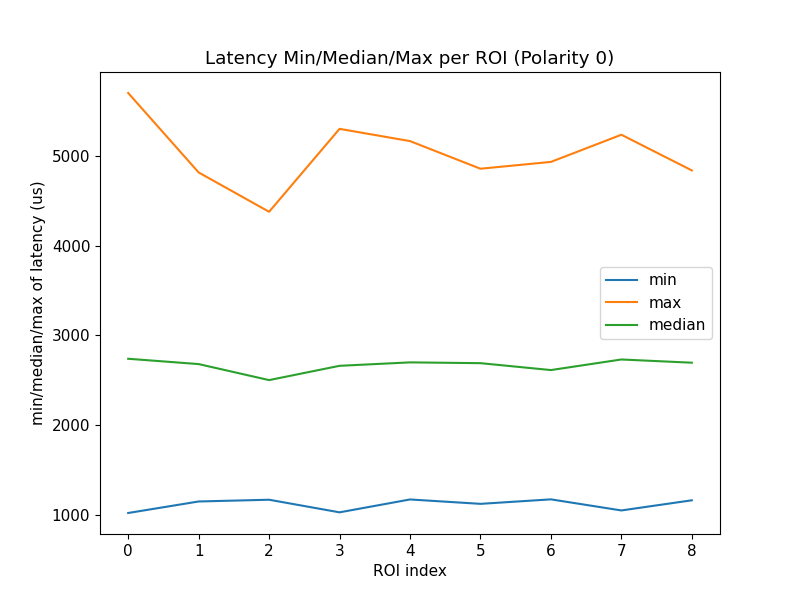 Latency Min/Median/Max per ROI (Polarity 0)
min/median/max of latency (us)
5000
4000
3000
2000
1000
min
max
median
0 1 2 3 4 5 6 7 8
ROI index